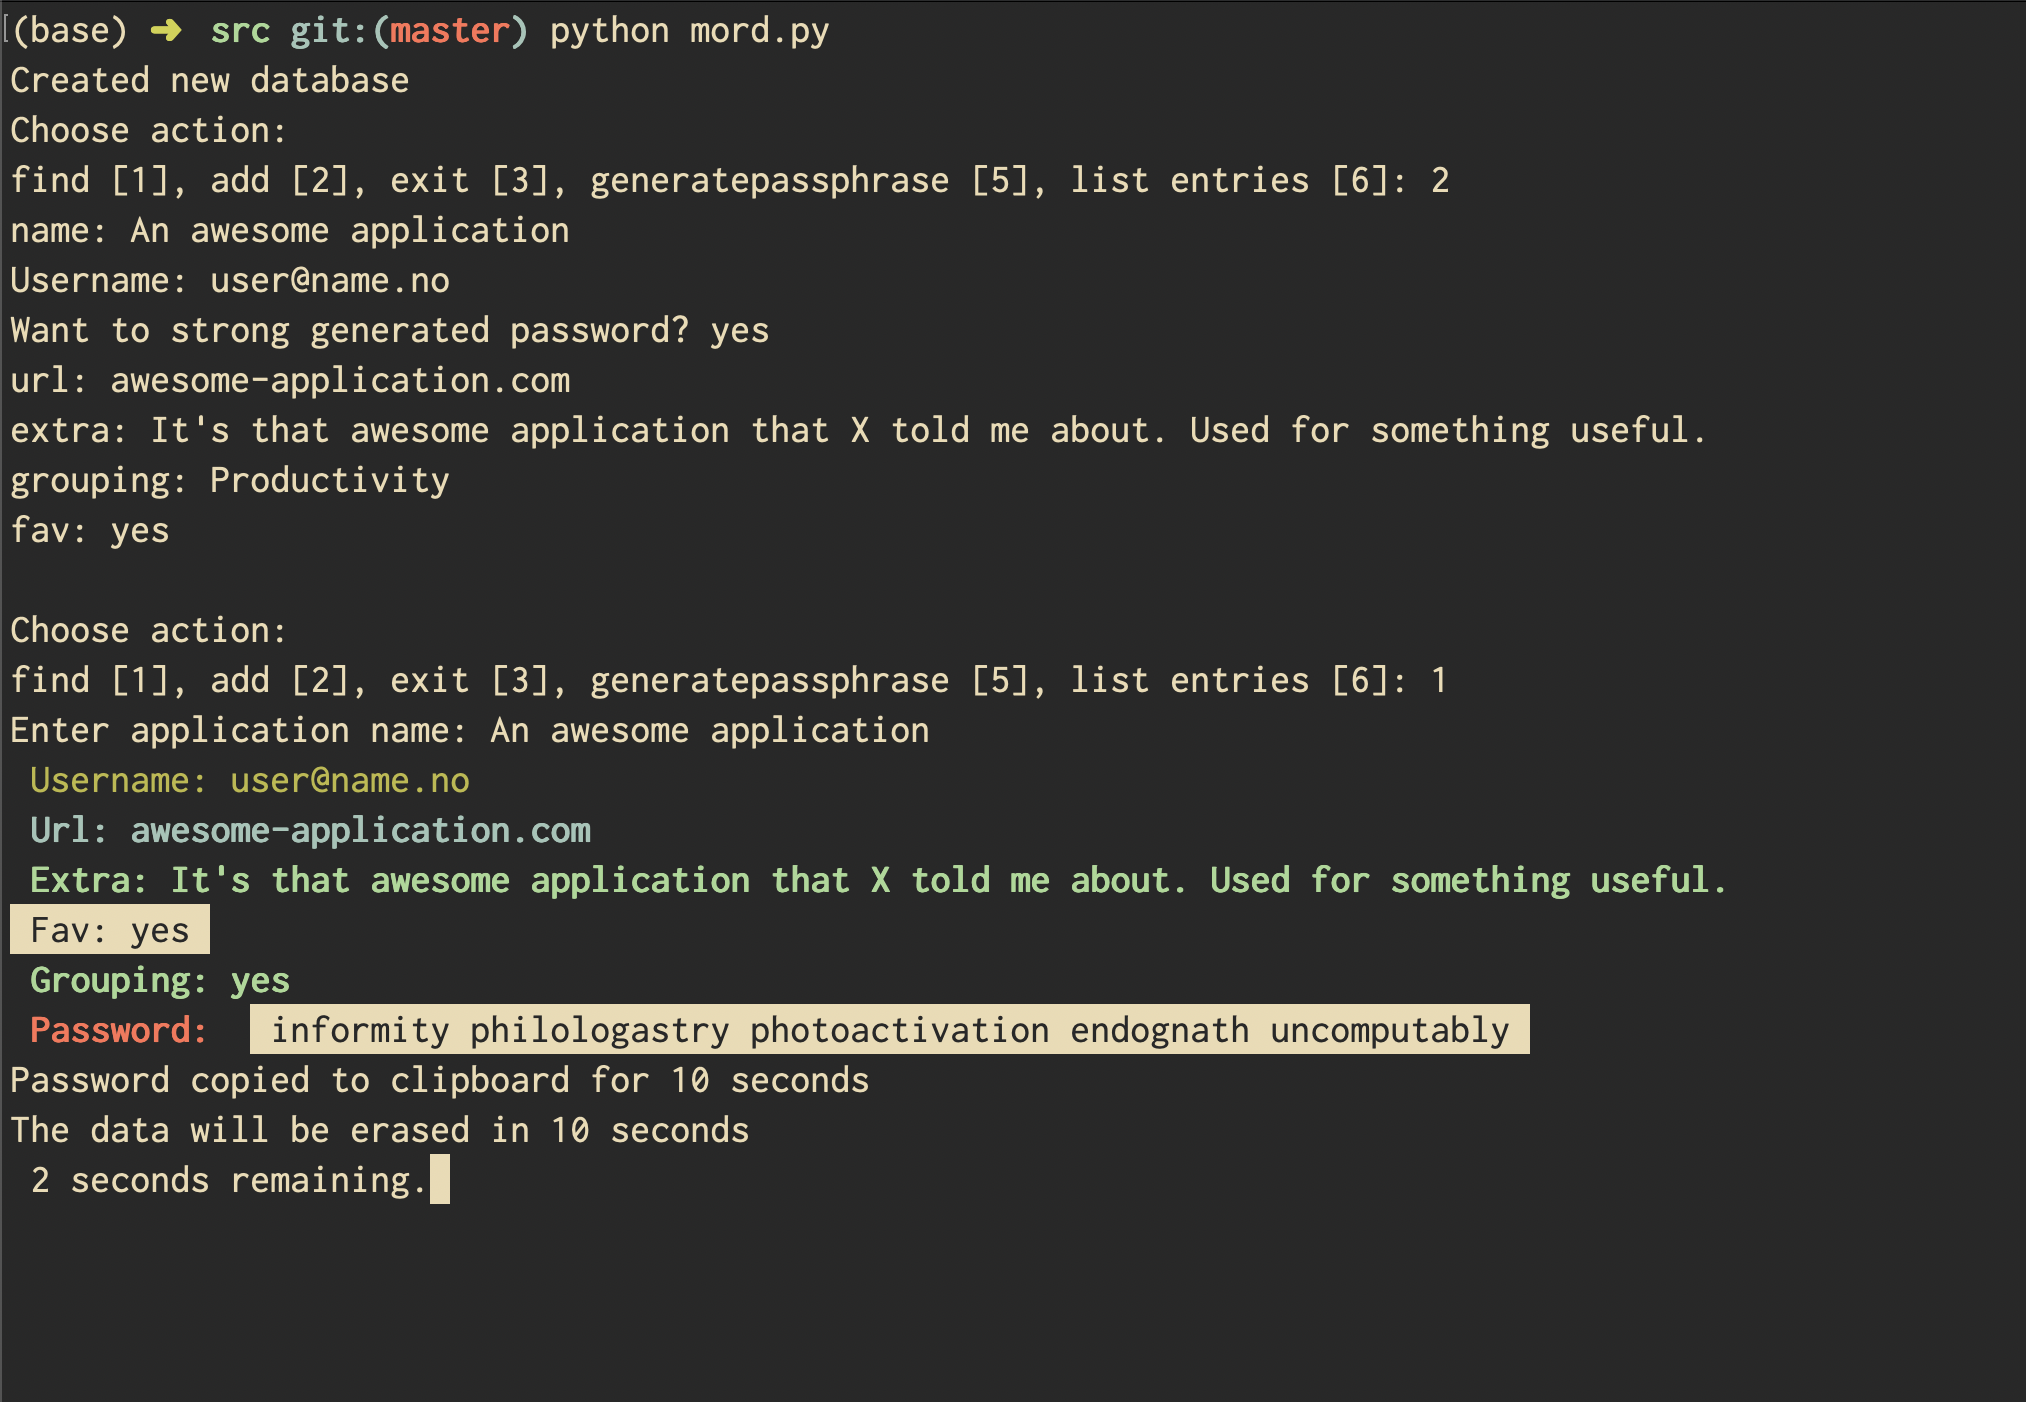 (base) ➜ src git:(master) python mord.py
Created new database
Choose action:
find [1], add [2], exit [3], generatepassphrase [5], list entries [6]: 2
name: An awesome application
Username: user@name.no
Want to strong generated password? yes
url: awesome-application.com
extra: It's that awesome application that X told me about. Used for something useful.
grouping: Productivity
fav: yes
Choose action:
find [1], add [2], exit [3], generatepassphrase [5], list entries [6]: 1
Enter application name: An awesome application
Username: user@name.no
Url: awesome-application.com
Extra: It's that awesome application that X told me about. Used for something useful.
Fav: yes
Grouping: yes
Password: informity philologastry photoactivation endognath uncomputably
Password copied to clipboard for 10 seconds
The data will be erased in 10 seconds
2 seconds remaining.